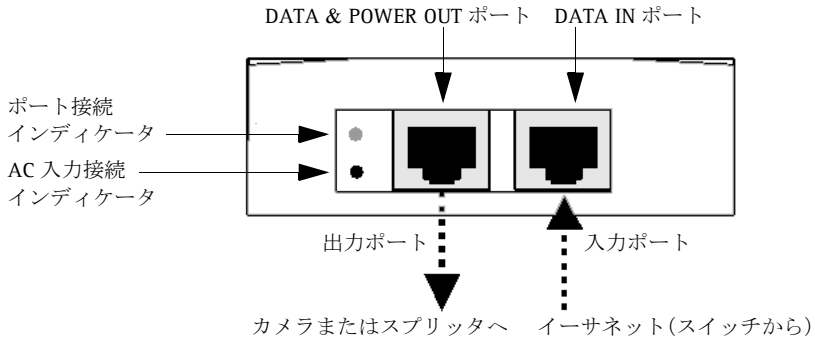 DATA & POWER OUT ポート
DATA IN ポート
ポート接続
インディケータ
AC 入力接続
インディケータ
出力ポート
入力ポート
カメラまたはスプリッタへ
イーサネット(スイッチから)